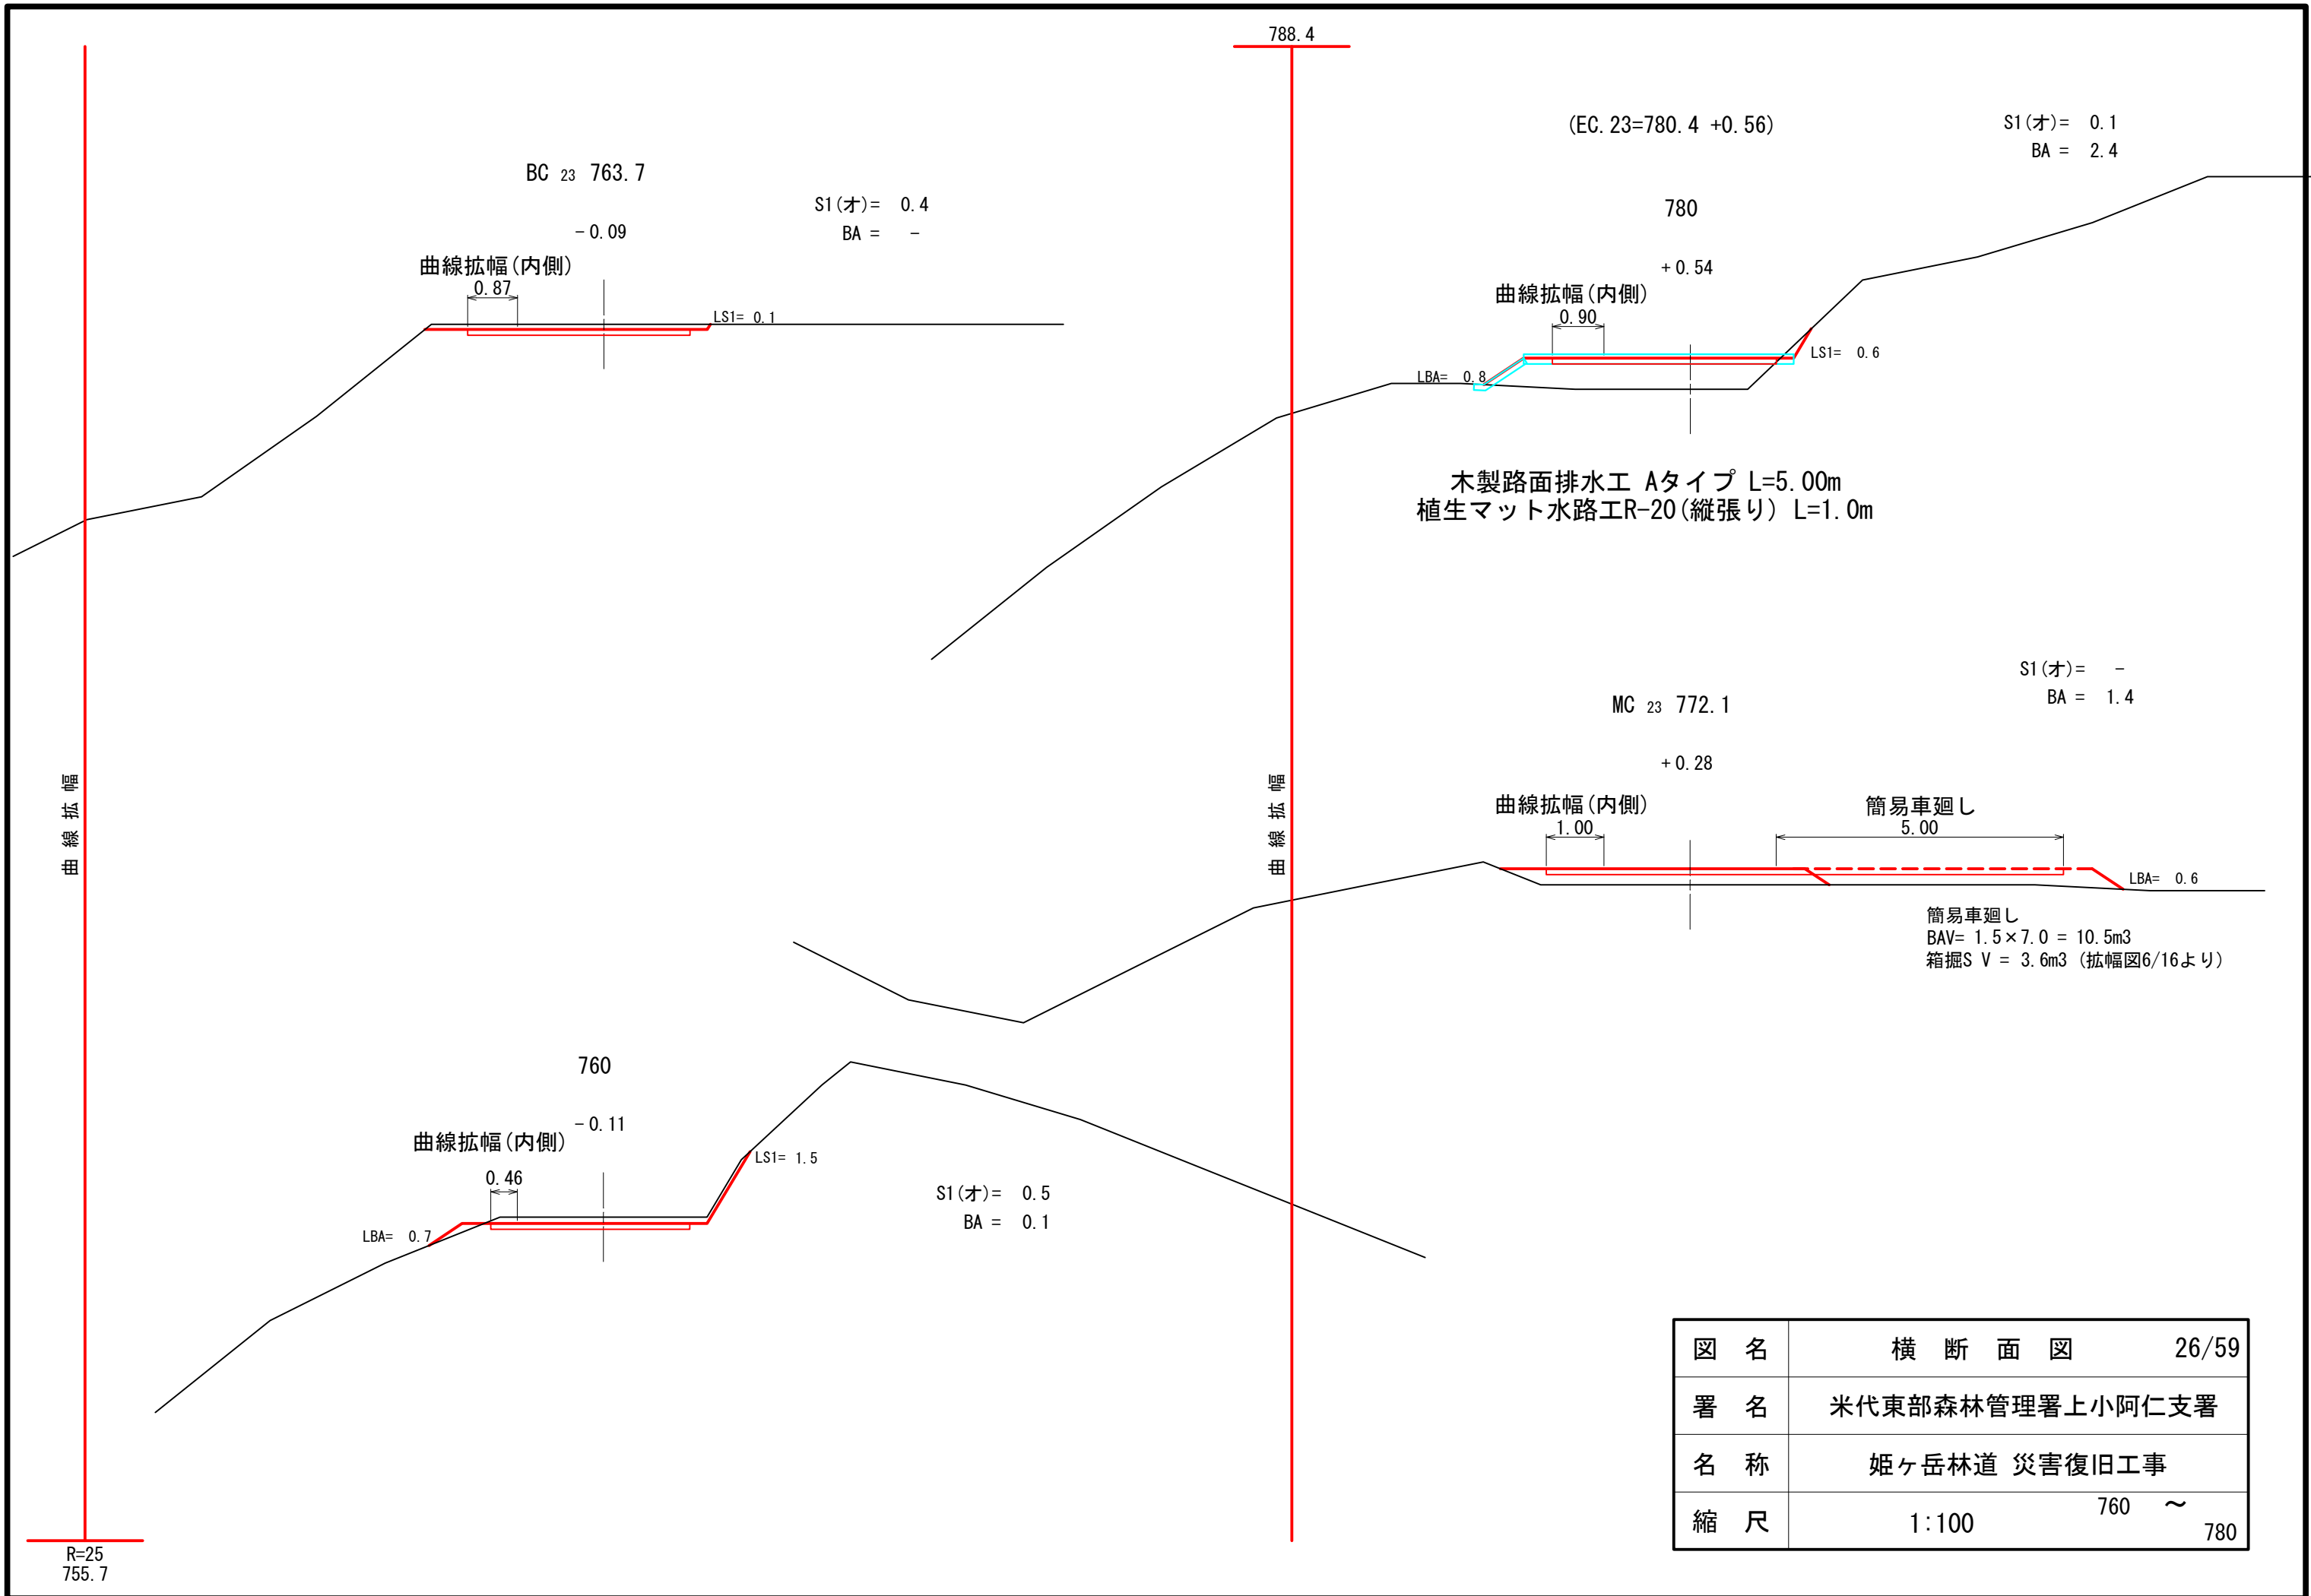 788.4
(EC.23=780.4 +0.56)
S1(オ)= 0.1
BA = 2.4
BC 23 763.7
S1(オ)= 0.4
BA = -
780
-0.09
曲線拡幅(内側)
0.87
LS1= 0.1
+0.54
曲線拡幅(内側)
0.90
LS1= 0.6
LBA= 0.8
木製路面排水工 Aタイプ L=5.00m
植生マット水路工R-20(縦張り) L=1.0m
S1(オ)= -
BA = 1.4
MC 23 772.1
+0.28
曲線拡幅
曲線拡幅
曲線拡幅(内側)
1.00
簡易車廻し
5.00
LBA= 0.6
簡易車廻し
BAV= 1.5×7.0 = 10.5m3
箱掘S V = 3.6m3 (拡幅図6/16より)
760
-0.11
曲線拡幅(内側)
0.46
LS1= 1.5
S1(オ)= 0.5
BA = 0.1
LBA= 0.7
図 名 横 断 面 図 26/59
署 名 米代東部森林管理署上小阿仁支署
名 称 姫ヶ岳林道 災害復旧工事
縮 尺 1:100 760 ～ 780
R=25
755.7